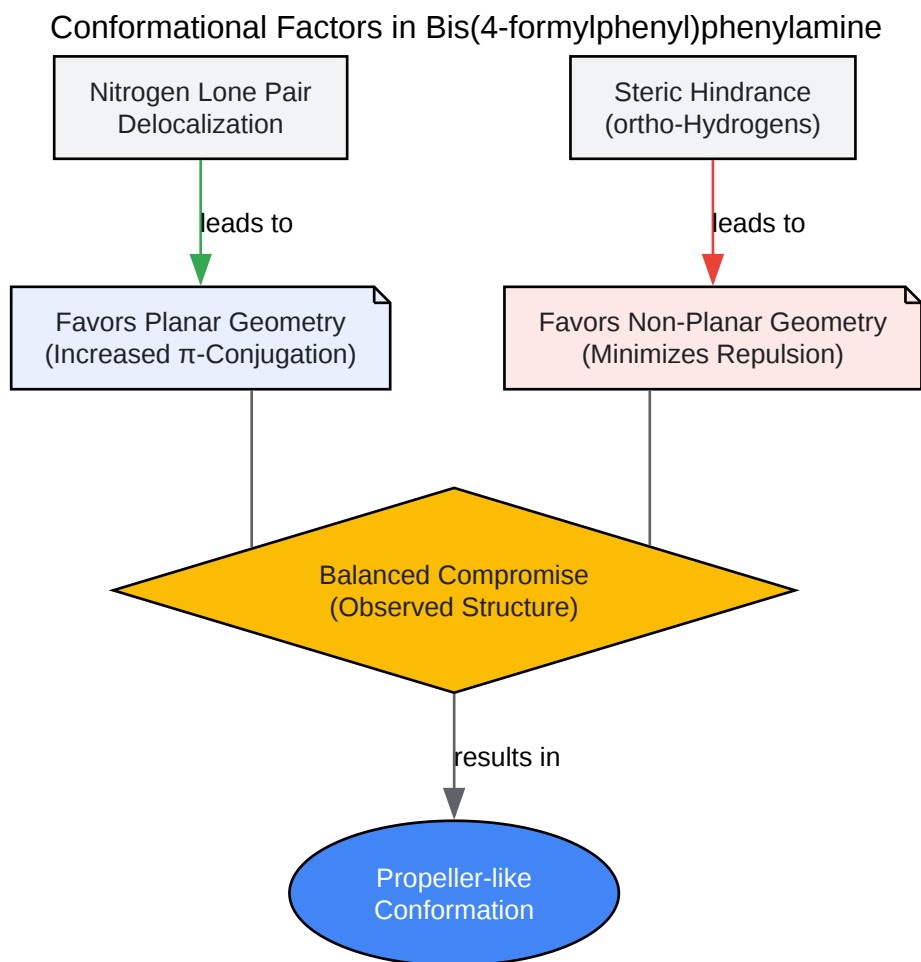 Conformational Factors in Bis(4-formylphenyl)phenylamine
Nitrogen Lone Pair
Delocalization
Steric Hindrance
(ortho-Hydrogens)
leads to
leads to
Favors Planar Geometry
(Increased π-Conjugation)
Favors Non-Planar Geometry
(Minimizes Repulsion)
Balanced Compromise
(Observed Structure)
results in
Propeller-like
Conformation